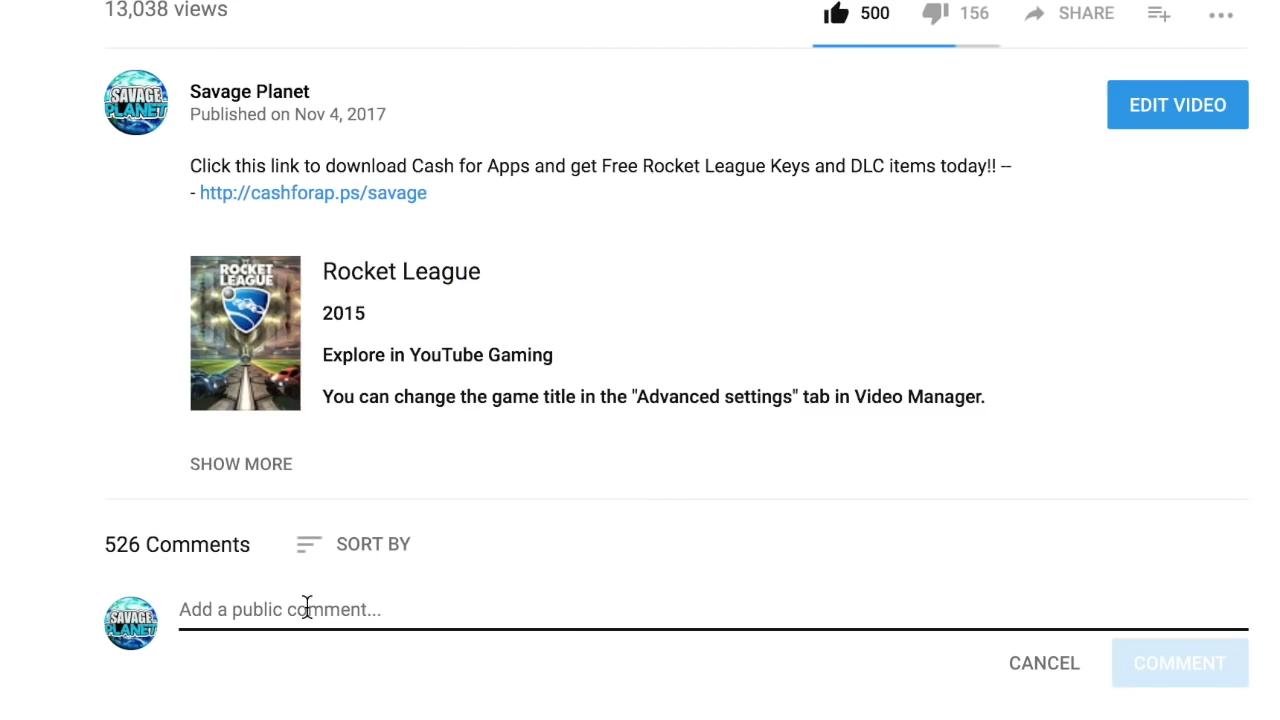 13,038 views
500 156 SHARE
SAVAGE PLANET
Savage Planet
Published on Nov 4, 2017
EDIT VIDEO
Click this link to download Cash for Apps and get Free Rocket League Keys and DLC items today!! –
- http://cashforap.ps/savage
ROCKET
LEAGUE
Rocket League
2015
Explore in YouTube Gaming
You can change the game title in the "Advanced settings" tab in Video Manager.
SHOW MORE
526 Comments SORT BY
SAVAGE PLANET
Add a public comment...
CANCEL COMMENT